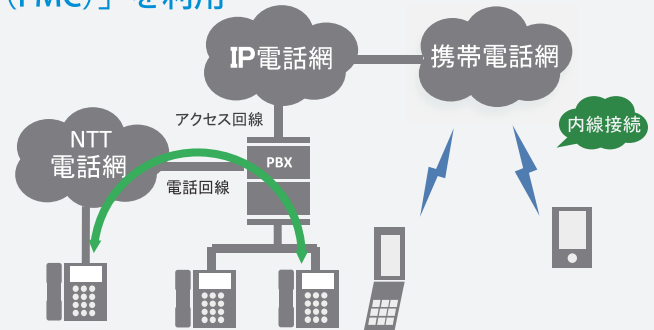 (FMC)」を利用
IP電話網
携帯電話網
アクセス回線
内線接続
NTT
電話網
PBX
電話回線